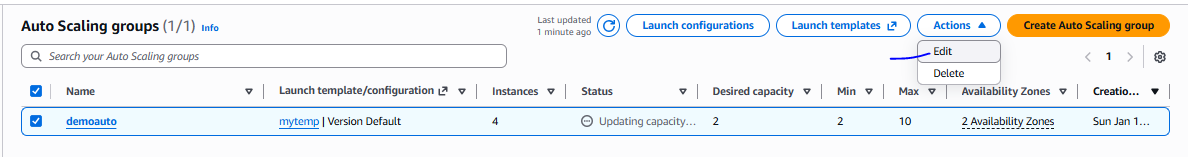 Auto Scaling groups (1/1) Info
Last updated
1 minute ago
Launch configurations
Launch templates
Actions
Create Auto Scaling group
Edit
Delete
Search your Auto Scaling groups
1
Name Launch template/configuration Instances Status Desired capacity Min Max Availability Zones Creatio...
demoauto mytemp | Version Default 4 Updating capacity... 2 2 10 2 Availability Zones Sun Jan 1...